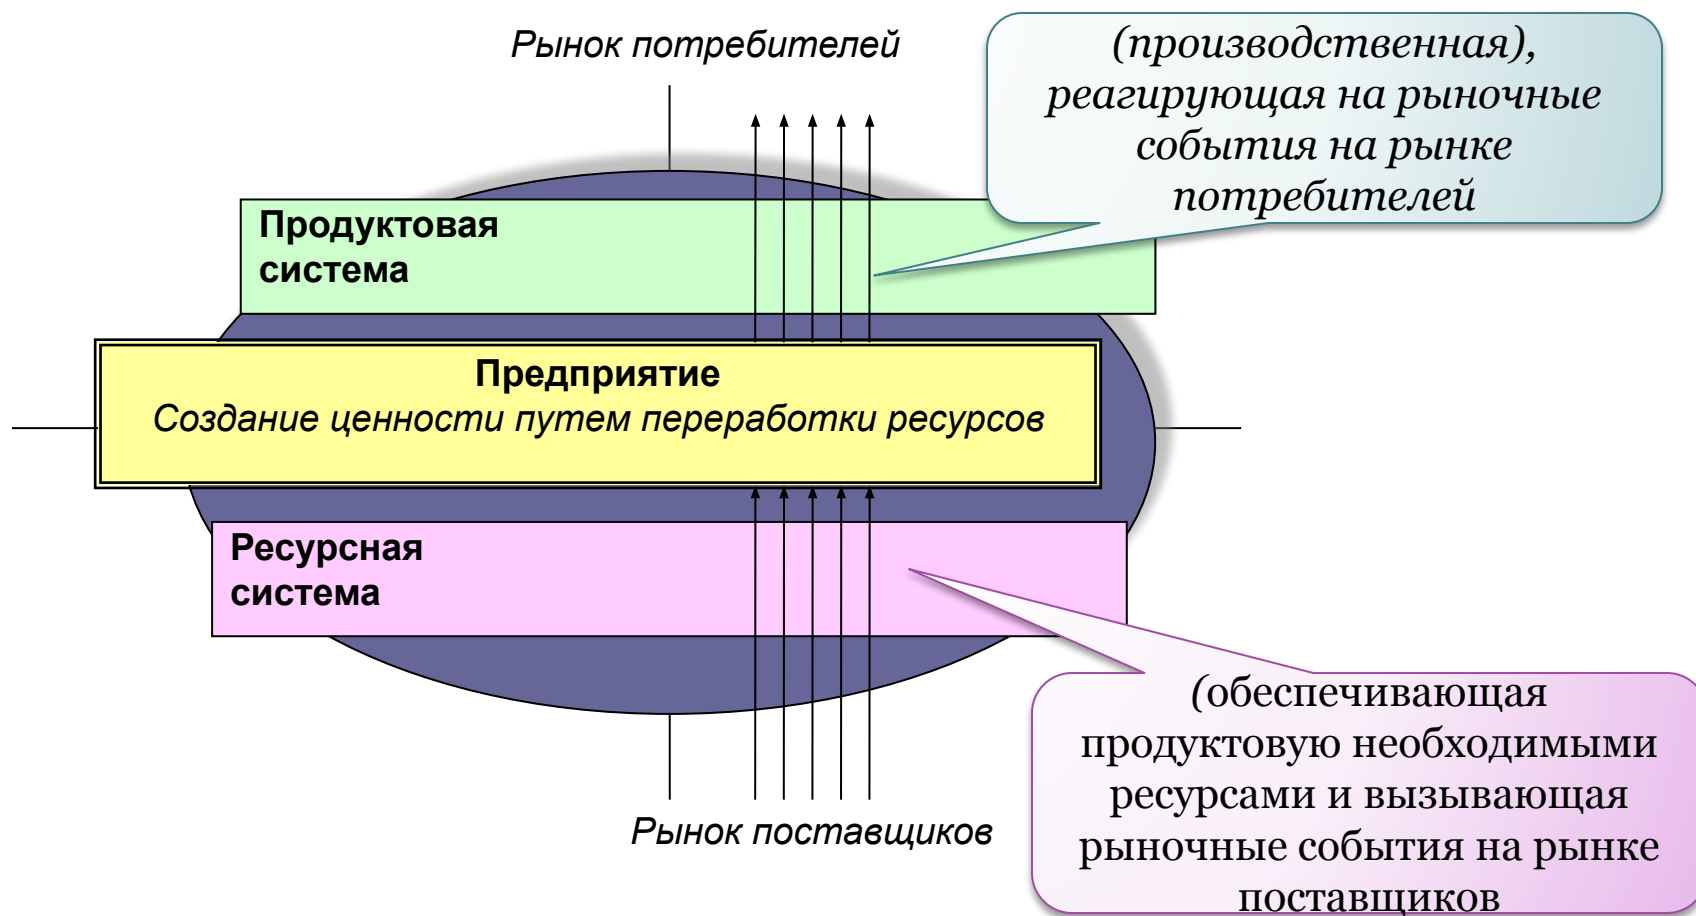 Рынок потребителей
(производственная),
реагирующая на рыночные
события на рынке
потребителей
Продуктовая
система
Предприятие
Создание ценности путем переработки ресурсов
Ресурсная
система
(обеспечивающая
продуктовую необходимыми
ресурсами и вызывающая
рыночные события на рынке
поставщиков
Рынок поставщиков